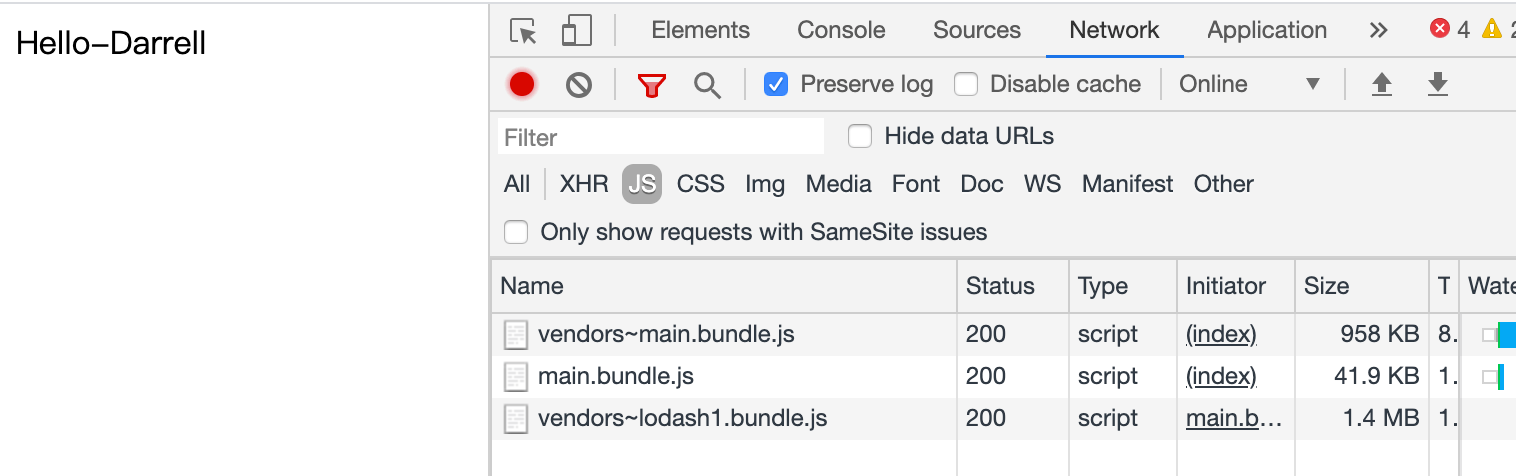 Hello-Darrell
Elements Console Sources Network Application » 4 2
Preserve log Disable cache Online ▼
Filter Hide data URLs
All XHR JS CSS Img Media Font Doc WS Manifest Other
Only show requests with SameSite issues
Name Status Type Initiator Size T Wate
vendors~main.bundle.js 200 script (index) 958 KB 8.
main.bundle.js 200 script (index) 41.9 KB 1.
vendors~lodash1.bundle.js 200 script main.b… 1.4 MB 1.